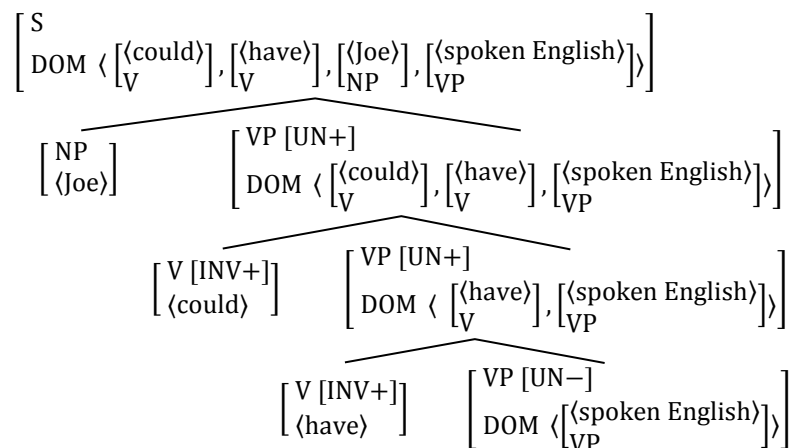 S
DOM ⟨ [⟨could⟩ V], [⟨have⟩ V], [⟨Joe⟩ NP], [⟨spoken English⟩ VP]⟩
NP
⟨Joe⟩
VP [UN+]
DOM ⟨ [⟨could⟩ V], [⟨have⟩ V], [⟨spoken English⟩ VP]⟩
V [INV+]
⟨could⟩
VP [UN+]
DOM ⟨ [⟨have⟩ V], [⟨spoken English⟩ VP]⟩
V [INV+]
⟨have⟩
VP [UN−]
DOM ⟨[⟨spoken English⟩ VP]⟩